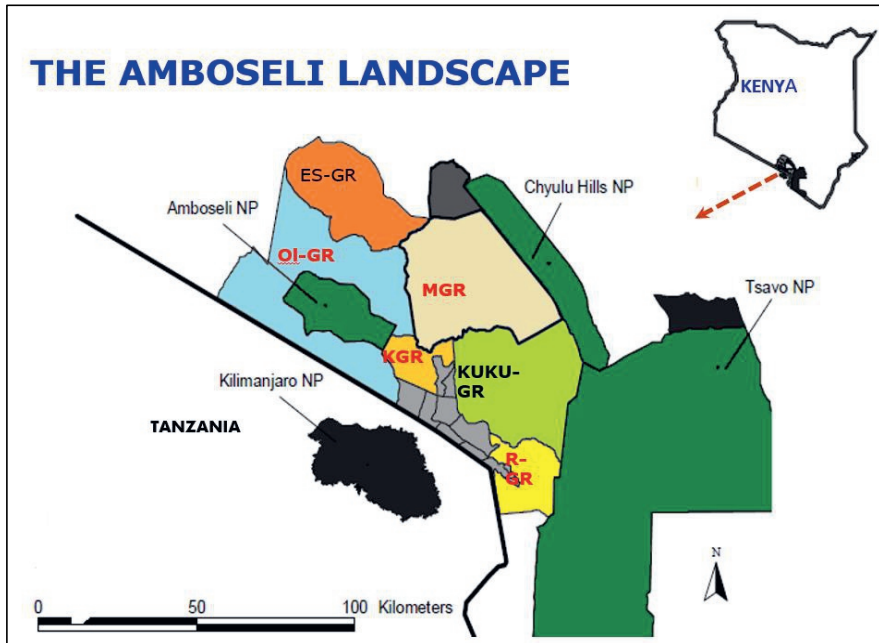 THE AMBOSELI LANDSCAPE
KENYA
ES-GR
Chyulu Hills NP
Amboseli NP
Ol-GR
MGR
Tsavo NP
KGR
KUKU-
GR
Kilimanjaro NP
TANZANIA
R-
GR
N
0 50 100 Kilometers